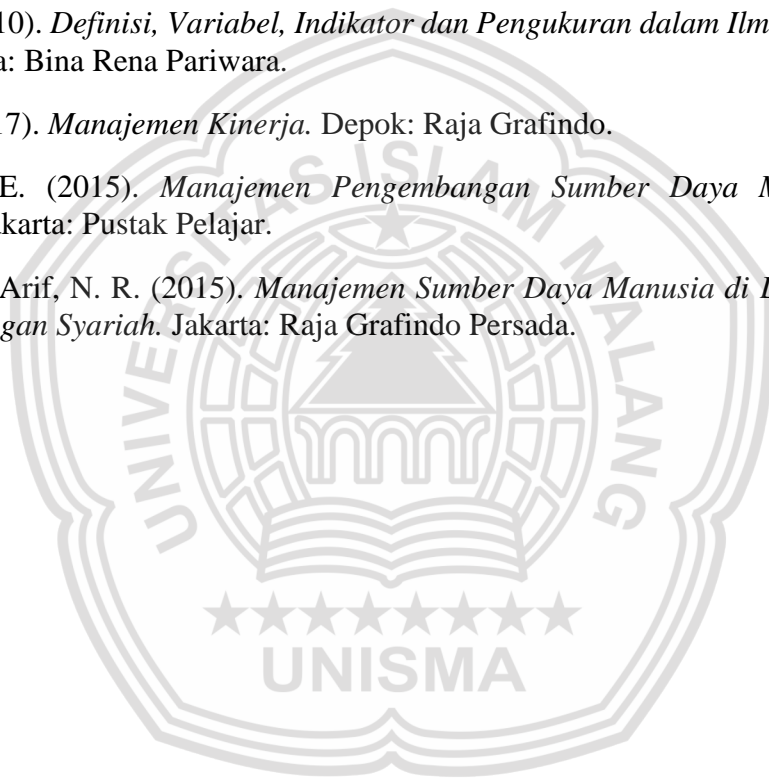 10). Definisi, Variabel, Indikator dan Pengukuran dalam Ilm
a: Bina Rena Pariwara.
17). Manajemen Kinerja. Depok: Raja Grafindo.
E. (2015). Manajemen Pengembangan Sumber Daya M
akarta: Pustak Pelajar.
Arif, N. R. (2015). Manajemen Sumber Daya Manusia di L
gan Syariah. Jakarta: Raja Grafindo Persada.
UNIVERSITAS ISLAM MALANG
UNISMA